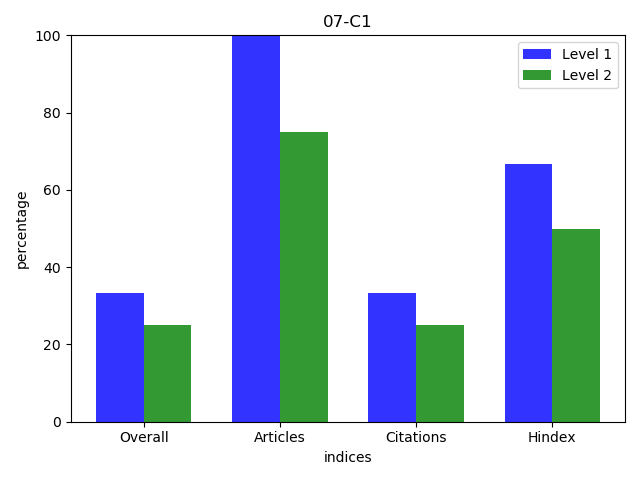 07-C1
Level 1
Level 2
percentage
100
80
60
40
20
0
Overall Articles Citations Hindex
indices